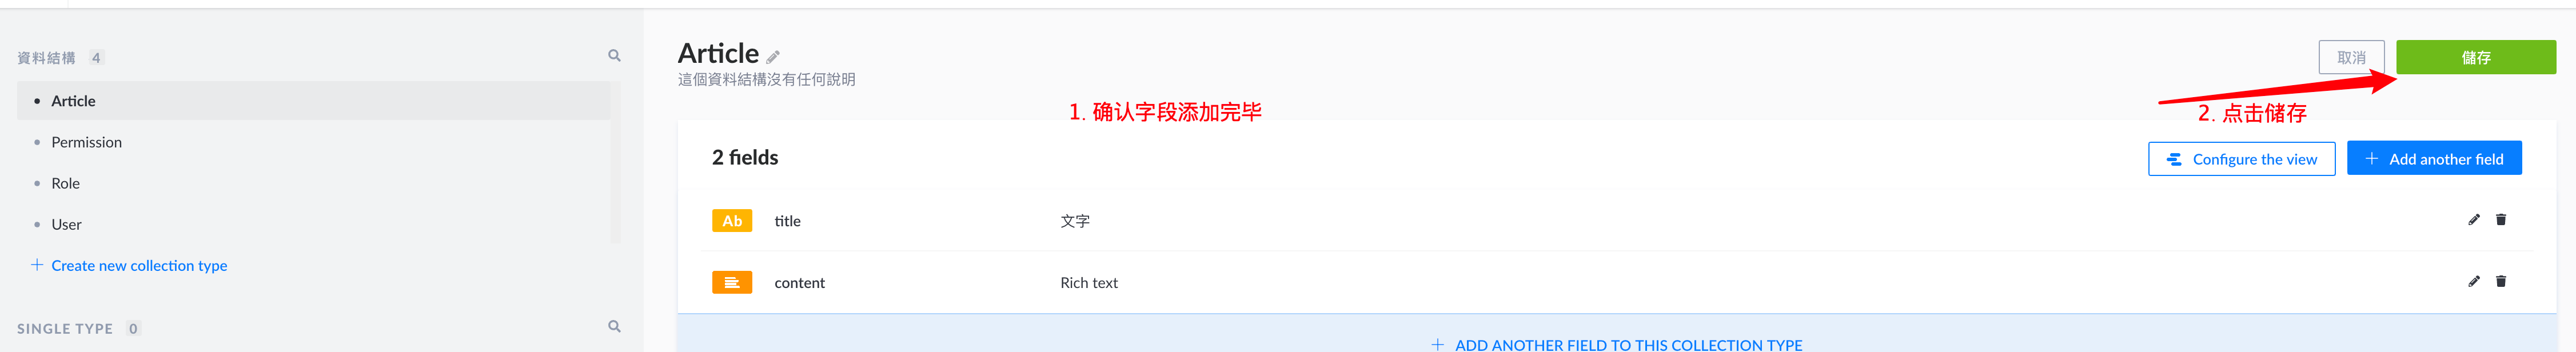 資料結構 4
Article
Permission
Role
User
+ Create new collection type
SINGLE TYPE 0
Article
這個資料結構沒有任何說明
取消
儲存
1. 确认字段添加完毕
2. 点击储存
2 fields
Configure the view
+ Add another field
Ab title 文字
content Rich text
+ ADD ANOTHER FIELD TO THIS COLLECTION TYPE